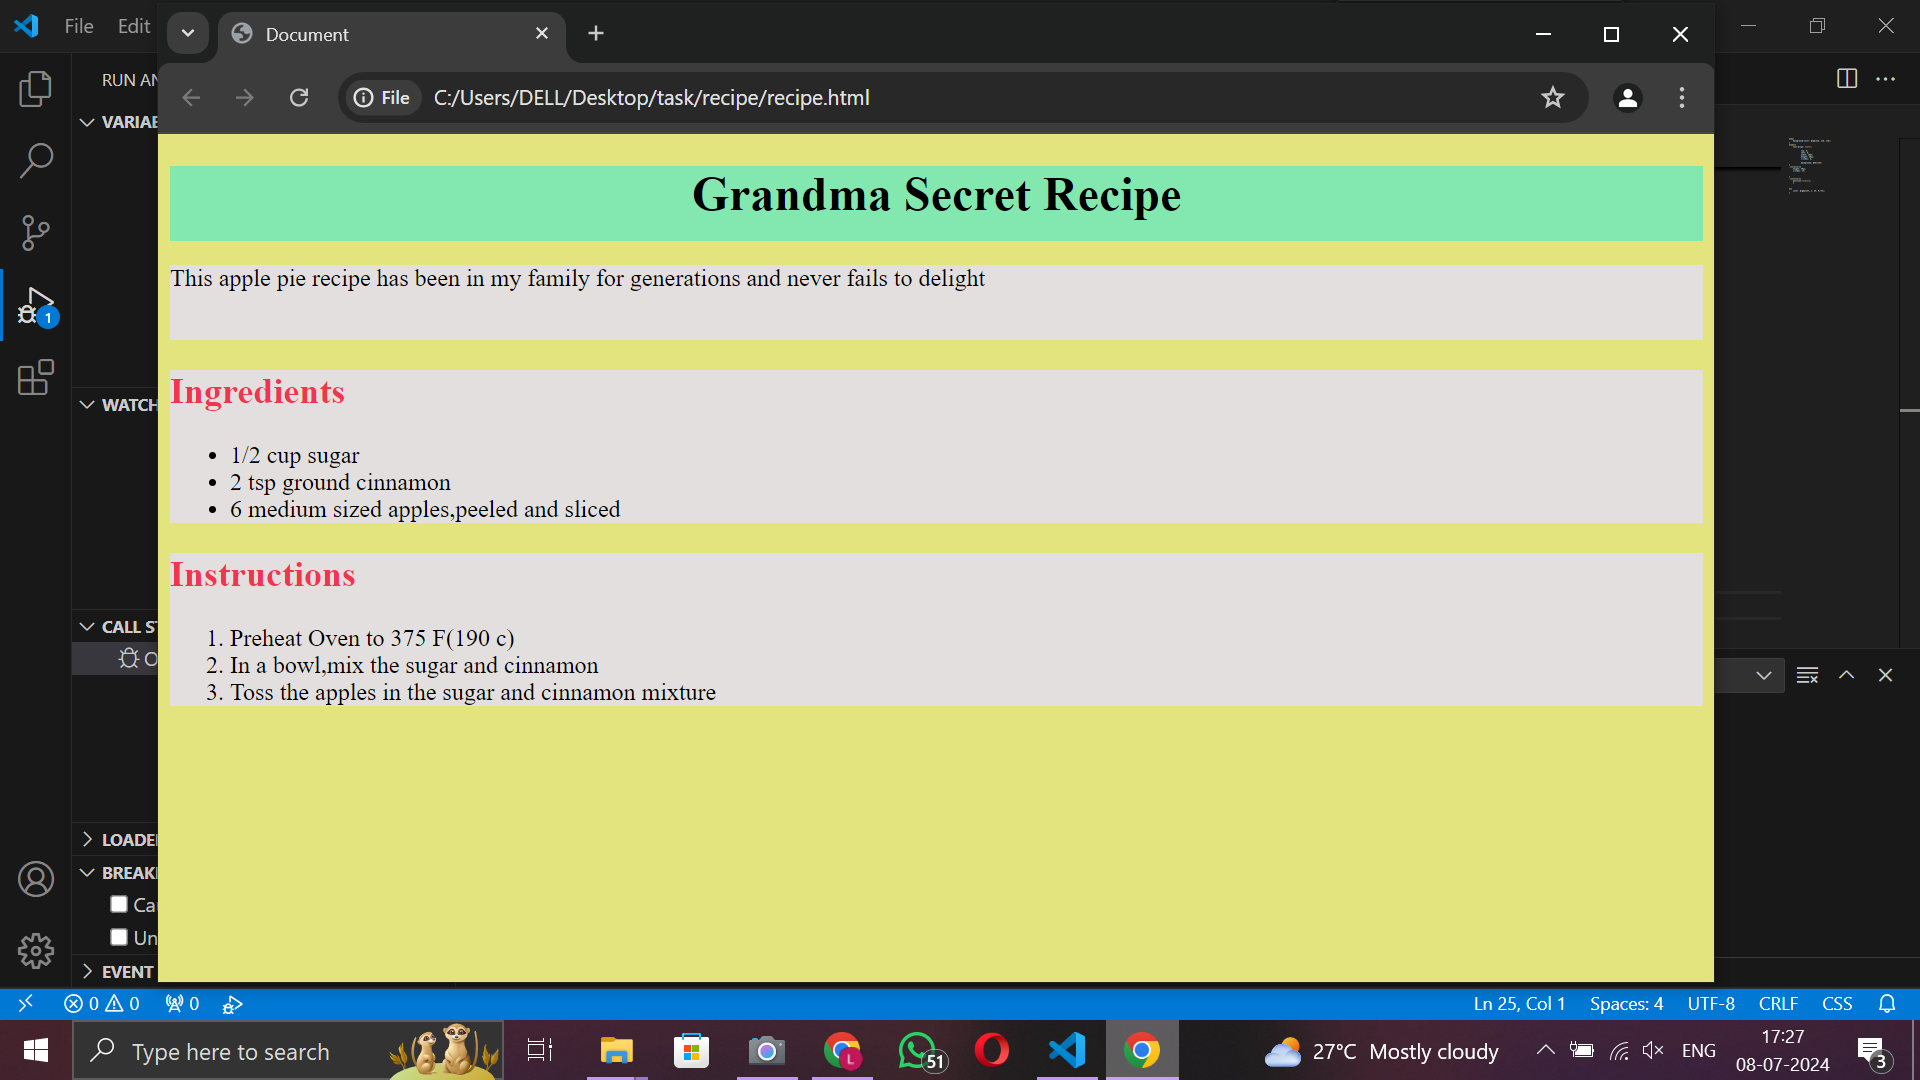 File Edit
Document
File C:/Users/DELL/Desktop/task/recipe/recipe.html
RUN AN
VARIAB
WATCH
CALL ST
O
LOADE
BREAK
Ca
Un
EVENT
1
Grandma Secret Recipe
This apple pie recipe has been in my family for generations and never fails to delight
Ingredients
• 1/2 cup sugar
• 2 tsp ground cinnamon
• 6 medium sized apples,peeled and sliced
Instructions
1. Preheat Oven to 375 F(190 c)
2. In a bowl,mix the sugar and cinnamon
3. Toss the apples in the sugar and cinnamon mixture
0 0 0 Ln 25, Col 1 Spaces: 4 UTF-8 CRLF CSS
Type here to search L 51 27°C Mostly cloudy ENG 17:27
08-07-2024 3